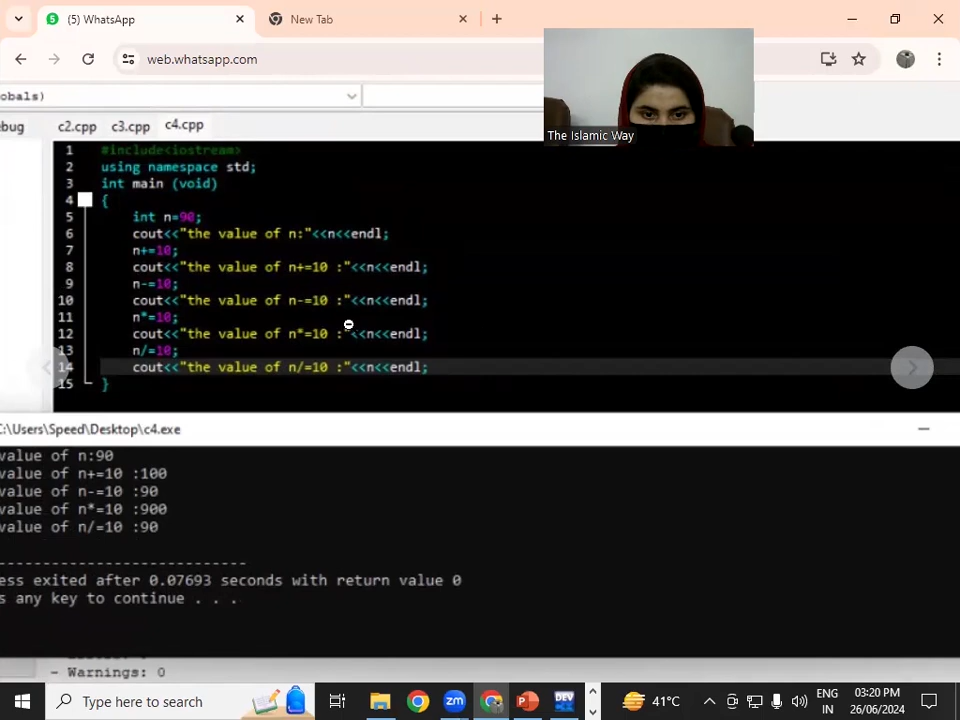 (5) WhatsApp
New Tab
web.whatsapp.com
obals)
bug
c2.cpp
c3.cpp
c4.cpp
The Islamic Way
1 #include<iostream>
2 using namespace std;
3 int main (void)
4 {
5 int n=90;
6 cout<<"the value of n:"<<n<<endl;
7 n+=10;
8 cout<<"the value of n+=10 :"<<n<<endl;
9 n-=10;
10 cout<<"the value of n-=10 :"<<n<<endl;
11 n*=10;
12 cout<<"the value of n*=10 :"<<n<<endl;
13 n/=10;
14 cout<<"the value of n/=10 :"<<n<<endl;
15 }
C:\Users\Speed\Desktop\c4.exe
value of n:90
value of n+=10 :100
value of n-=10 :90
value of n*=10 :900
value of n/=10 :90
--------------------------------
ess exited after 0.07693 seconds with return value 0
s any key to continue . . .
- Warnings: 0
Type here to search
zm
DEV
41°C
ENG
IN
03:20 PM
26/06/2024